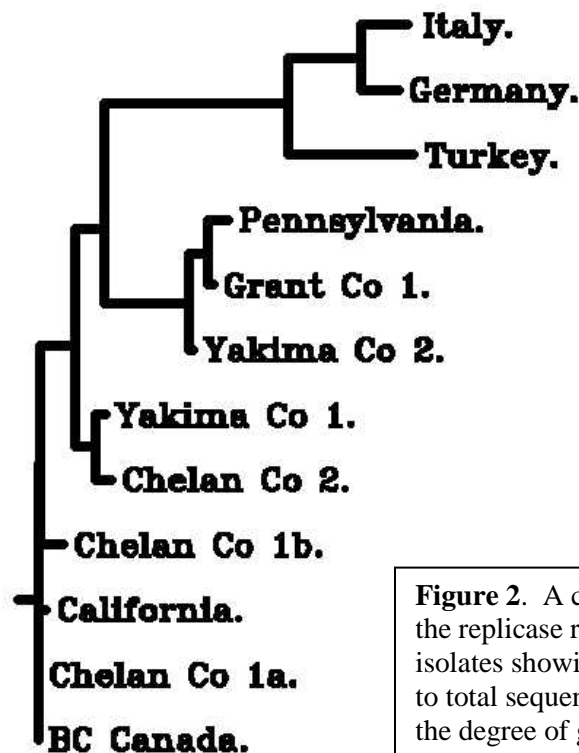 Italy.
Germany.
Turkey.
Pennsylvania.
Grant Co 1.
Yakima Co 2.
Yakima Co 1.
Chelan Co 2.
Chelan Co 1b.
California.
Chelan Co 1a.
BC Canada.
Figure 2. A c
the replicase r
isolates showi
to total sequen
the degree of g